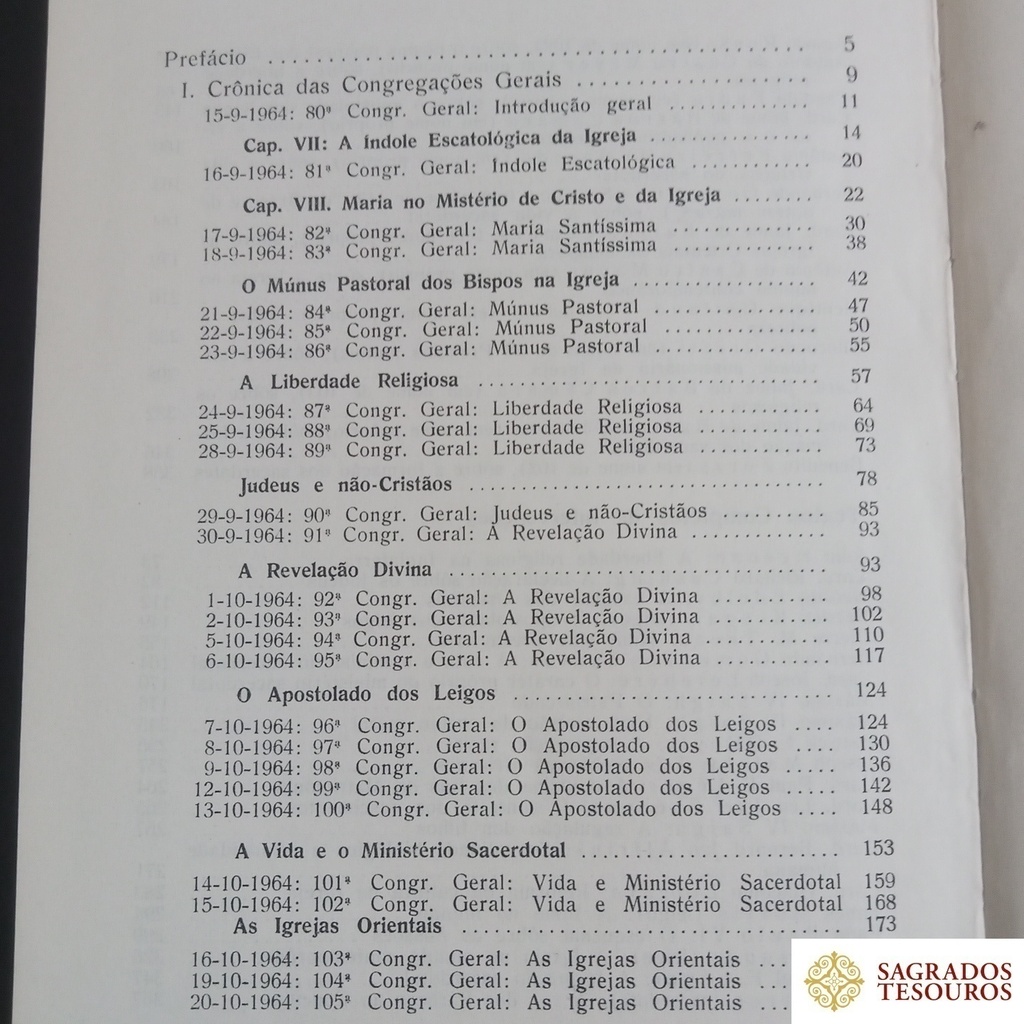 Prefácio ........................................ 5
I. Crônica das Congregações Gerais ................... 9
15-9-1964: 80ª Congr. Geral: Introdução geral ............. 11
Cap. VII: A Índole Escatológica da Igreja ............... 14
16-9-1964: 81ª Congr. Geral: Índole Escatológica ........... 20
Cap. VIII. Maria no Mistério de Cristo e da Igreja ........ 22
17-9-1964: 82ª Congr. Geral: Maria Santíssima ............. 30
18-9-1964: 83ª Congr. Geral: Maria Santíssima ............. 38
O Múnus Pastoral dos Bispos na Igreja ................. 42
21-9-1964: 84ª Congr. Geral: Múnus Pastoral ............... 47
22-9-1964: 85ª Congr. Geral: Múnus Pastoral .............. 50
23-9-1964: 86ª Congr. Geral: Múnus Pastoral ............... 55
A Liberdade Religiosa ................................ 57
24-9-1964: 87ª Congr. Geral: Liberdade Religiosa ............ 64
25-9-1964: 88ª Congr. Geral: Liberdade Religiosa ............ 69
28-9-1964: 89ª Congr. Geral: Liberdade Religiosa ............ 73
Judeus e não-Cristãos ................................. 78
29-9-1964: 90ª Congr. Geral: Judeus e não-Cristãos .......... 85
30-9-1964: 91ª Congr. Geral: A Revelação Divina ............. 93
A Revelação Divina ................................... 93
1-10-1964: 92ª Congr. Geral: A Revelação Divina ........... 98
2-10-1964: 93ª Congr. Geral: A Revelação Divina ........... 102
5-10-1964: 94ª Congr. Geral: A Revelação Divina ............ 110
6-10-1964: 95ª Congr. Geral: A Revelação Divina ........... 117
O Apostolado dos Leigos .............................. 124
7-10-1964: 96ª Congr. Geral: O Apostolado dos Leigos .... 124
8-10-1964: 97ª Congr. Geral: O Apostolado dos Leigos .... 130
9-10-1964: 98ª Congr. Geral: O Apostolado dos Leigos ..... 136
12-10-1964: 99ª Congr. Geral: O Apostolado dos Leigos ..... 142
13-10-1964: 100ª Congr. Geral: O Apostolado dos Leigos .... 148
A Vida e o Ministério Sacerdotal ........................ 153
14-10-1964: 101ª Congr. Geral: Vida e Ministério Sacerdotal 159
15-10-1964: 102ª Congr. Geral: Vida e Ministério Sacerdotal 168
As Igrejas Orientais .................................. 173
16-10-1964: 103ª Congr. Geral: As Igrejas Orientais ...
19-10-1964: 104ª Congr. Geral: As Igrejas Orientais ...
20-10-1964: 105ª Congr. Geral: As Igrejas Orientais ...
SAGRADOS
TESOUROS